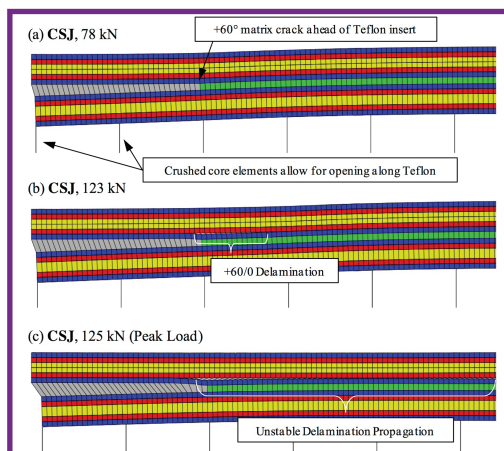 (a) CSJ, 78 kN
+60° matrix crack ahead of Teflon insert
Crushed core elements allow for opening along Teflon
(b) CSJ, 123 kN
+60/0 Delamination
(c) CSJ, 125 kN (Peak Load)
Unstable Delamination Propagation